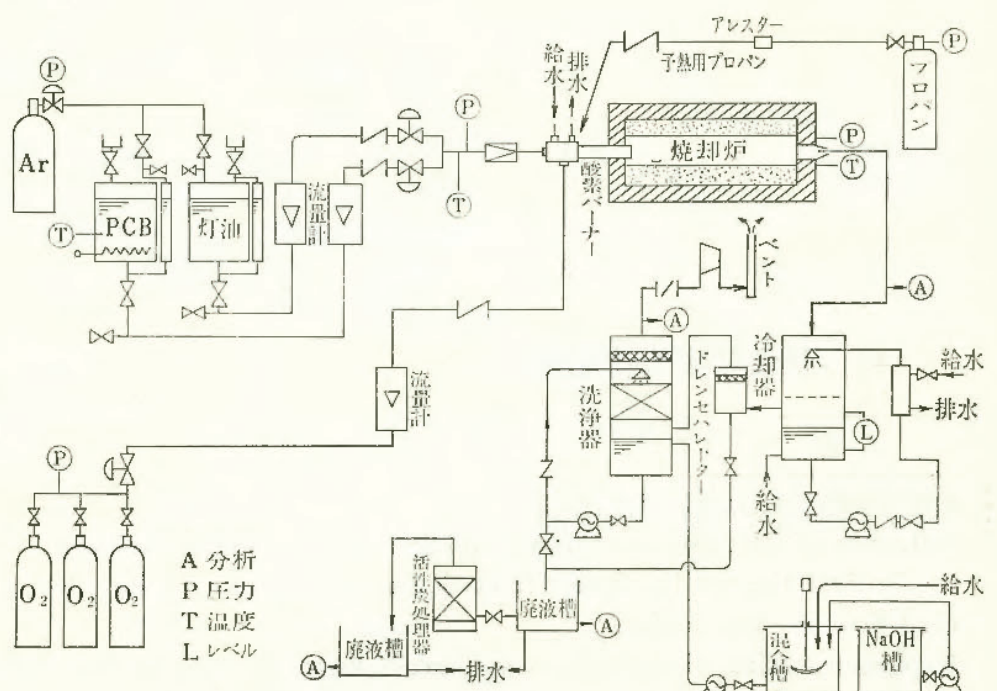 アレスター
P
予熱用プロパン
プロパン
P
Ar
給水
排水
P
焼却炉
P
T
酸素バーナー
T
PCB
灯油
流量計
T
ベント
A
A
洗浄器
ドレンセパレーター
冷却器
給水
排水
L
給水
流量計
P
O₂
O₂
O₂
A 分析
P 圧力
T 温度
L レベル
活性炭処理器
廃液槽
A
廃液槽
A
排水
給水
混合槽
NaOH
槽